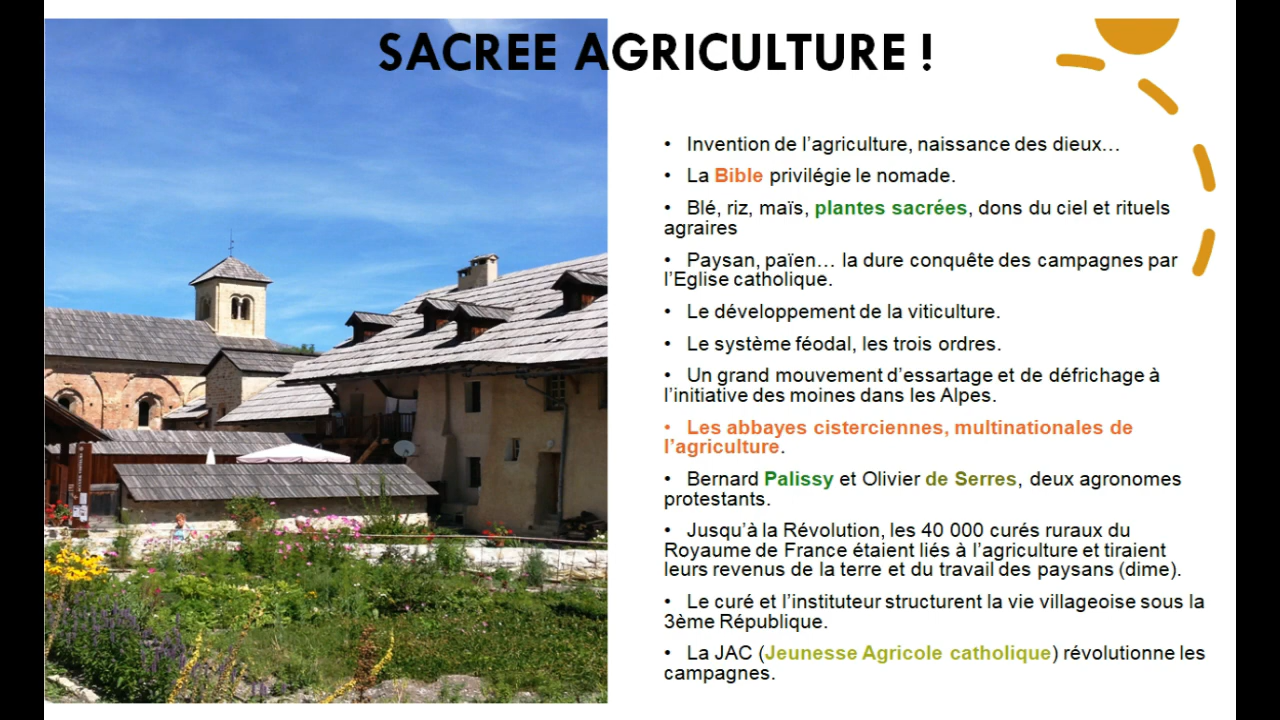 SACREE AGRICULTURE !
• Invention de l'agriculture, naissance des dieux…
• La Bible privilégie le nomade.
• Blé, riz, maïs, plantes sacrées, dons du ciel et rituels
agraires
• Paysan, païen… la dure conquête des campagnes par
l'Eglise catholique.
• Le développement de la viticulture.
• Le système féodal, les trois ordres.
• Un grand mouvement d'essartage et de défrichage à
l'initiative des moines dans les Alpes.
• Les abbayes cisterciennes, multinationales de
l'agriculture.
• Bernard Palissy et Olivier de Serres, deux agronomes
protestants.
• Jusqu'à la Révolution, les 40 000 curés ruraux du
Royaume de France étaient liés à l'agriculture et tiraient
leurs revenus de la terre et du travail des paysans (dime).
• Le curé et l'instituteur structurent la vie villageoise sous la
3ème République.
• La JAC (Jeunesse Agricole catholique) révolutionne les
campagnes.